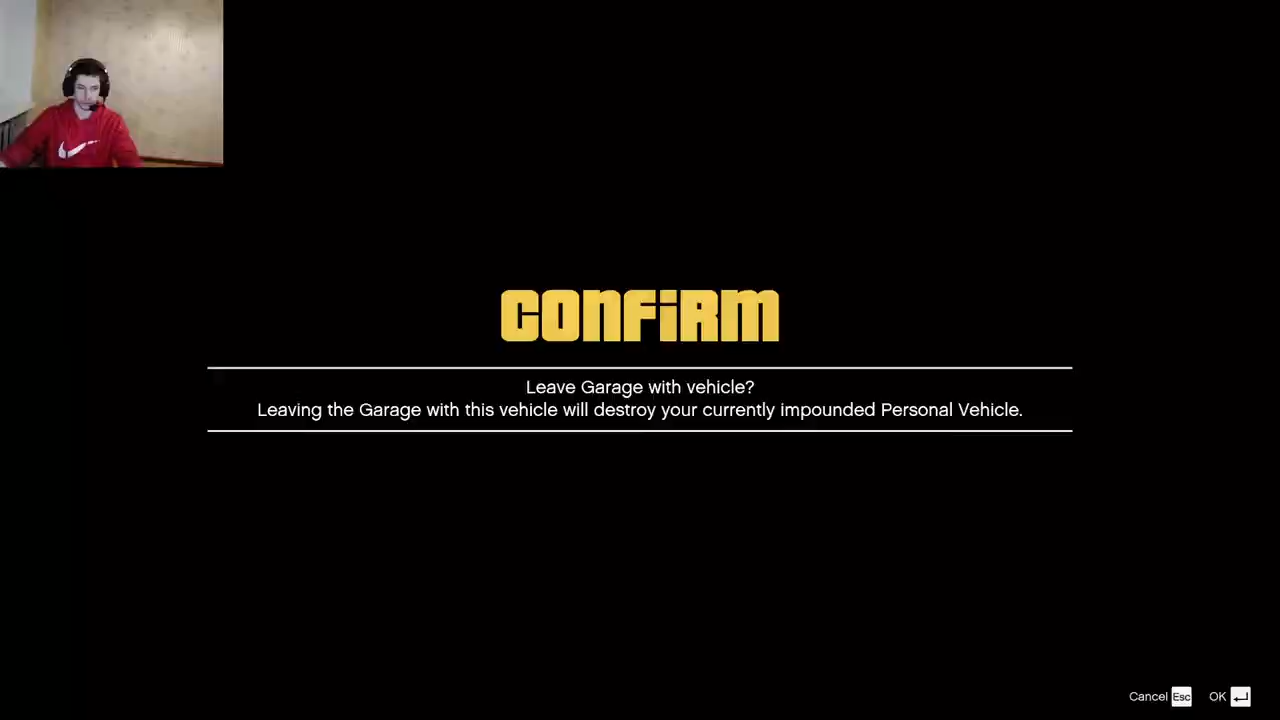 CONFiRM
Leave Garage with vehicle?
Leaving the Garage with this vehicle will destroy your currently impounded Personal Vehicle.
Cancel Esc OK